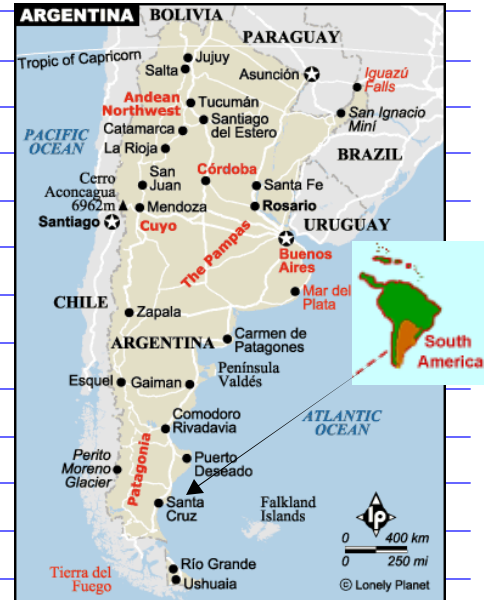 ARGENTINA
BOLIVIA
PARAGUAY
Tropic of Capricorn
Jujuy
Salta
Asunción
Iguazú
Falls
Andean
Northwest
Tucumán
Santiago
del Estero
San Ignacio
Miní
Catamarca
La Rioja
PACIFIC
OCEAN
BRAZIL
Cerro
Aconcagua
6962m
San
Juan
Córdoba
Santa Fe
Mendoza
Rosario
Santiago
Cuyo
The Pampas
URUGUAY
Buenos
Aires
Mar del
Plata
CHILE
Zapala
ARGENTINA
Carmen de
Patagones
South
America
Península
Valdés
Esquel
Gaiman
Comodoro
Rivadavia
ATLANTIC
OCEAN
Perito
Moreno
Glacier
Patagonia
Puerto
Deseado
Santa
Cruz
Falkland
Islands
lp
0 400 km
0 250 mi
Tierra del
Fuego
Río Grande
Ushuaia
© Lonely Planet